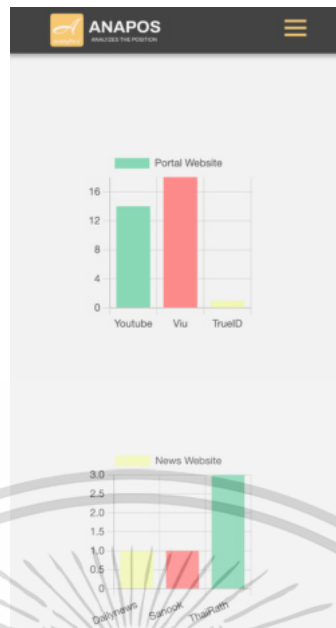 ANAPOS
ANALYZES THE POSITION
Portal Website
16
12
8
4
0
Youtube Viu TrueID
News Website
3.0
2.5
2.0
1.5
1.0
0.5
0
Dailynews Sanook ThaiRath